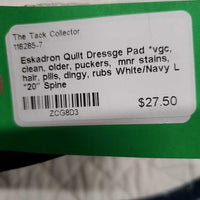 The Tack Collector
118285-7
Eskadron Quilt Dressge Pad *vgc,
clean, older, puckers, mnr stains,
hair, pills, dingy, rubs White/Navy L
*20" Spine
$27.50
ZCG8D3